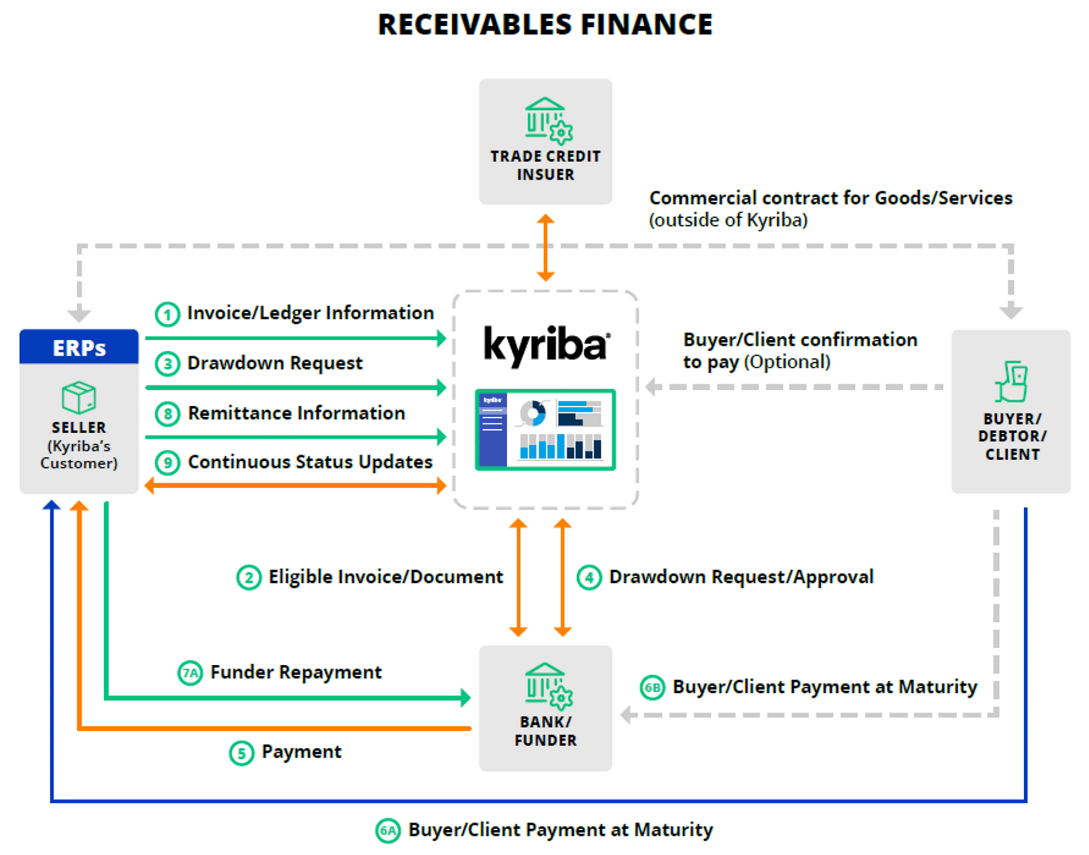 RECEIVABLES FINANCE
TRADE CREDIT
INSUER
Commercial contract for Goods/Services
(outside of Kyriba)
1 Invoice/Ledger Information
3 Drawdown Request
8 Remittance Information
9 Continuous Status Updates
ERPs
SELLER
(Kyriba's
Customer)
kyriba®
kyriba
Buyer/Client confirmation
to pay (Optional)
BUYER/
DEBTOR/
CLIENT
2 Eligible Invoice/Document
4 Drawdown Request/Approval
7A Funder Repayment
BANK/
FUNDER
6B Buyer/Client Payment at Maturity
5 Payment
6A Buyer/Client Payment at Maturity